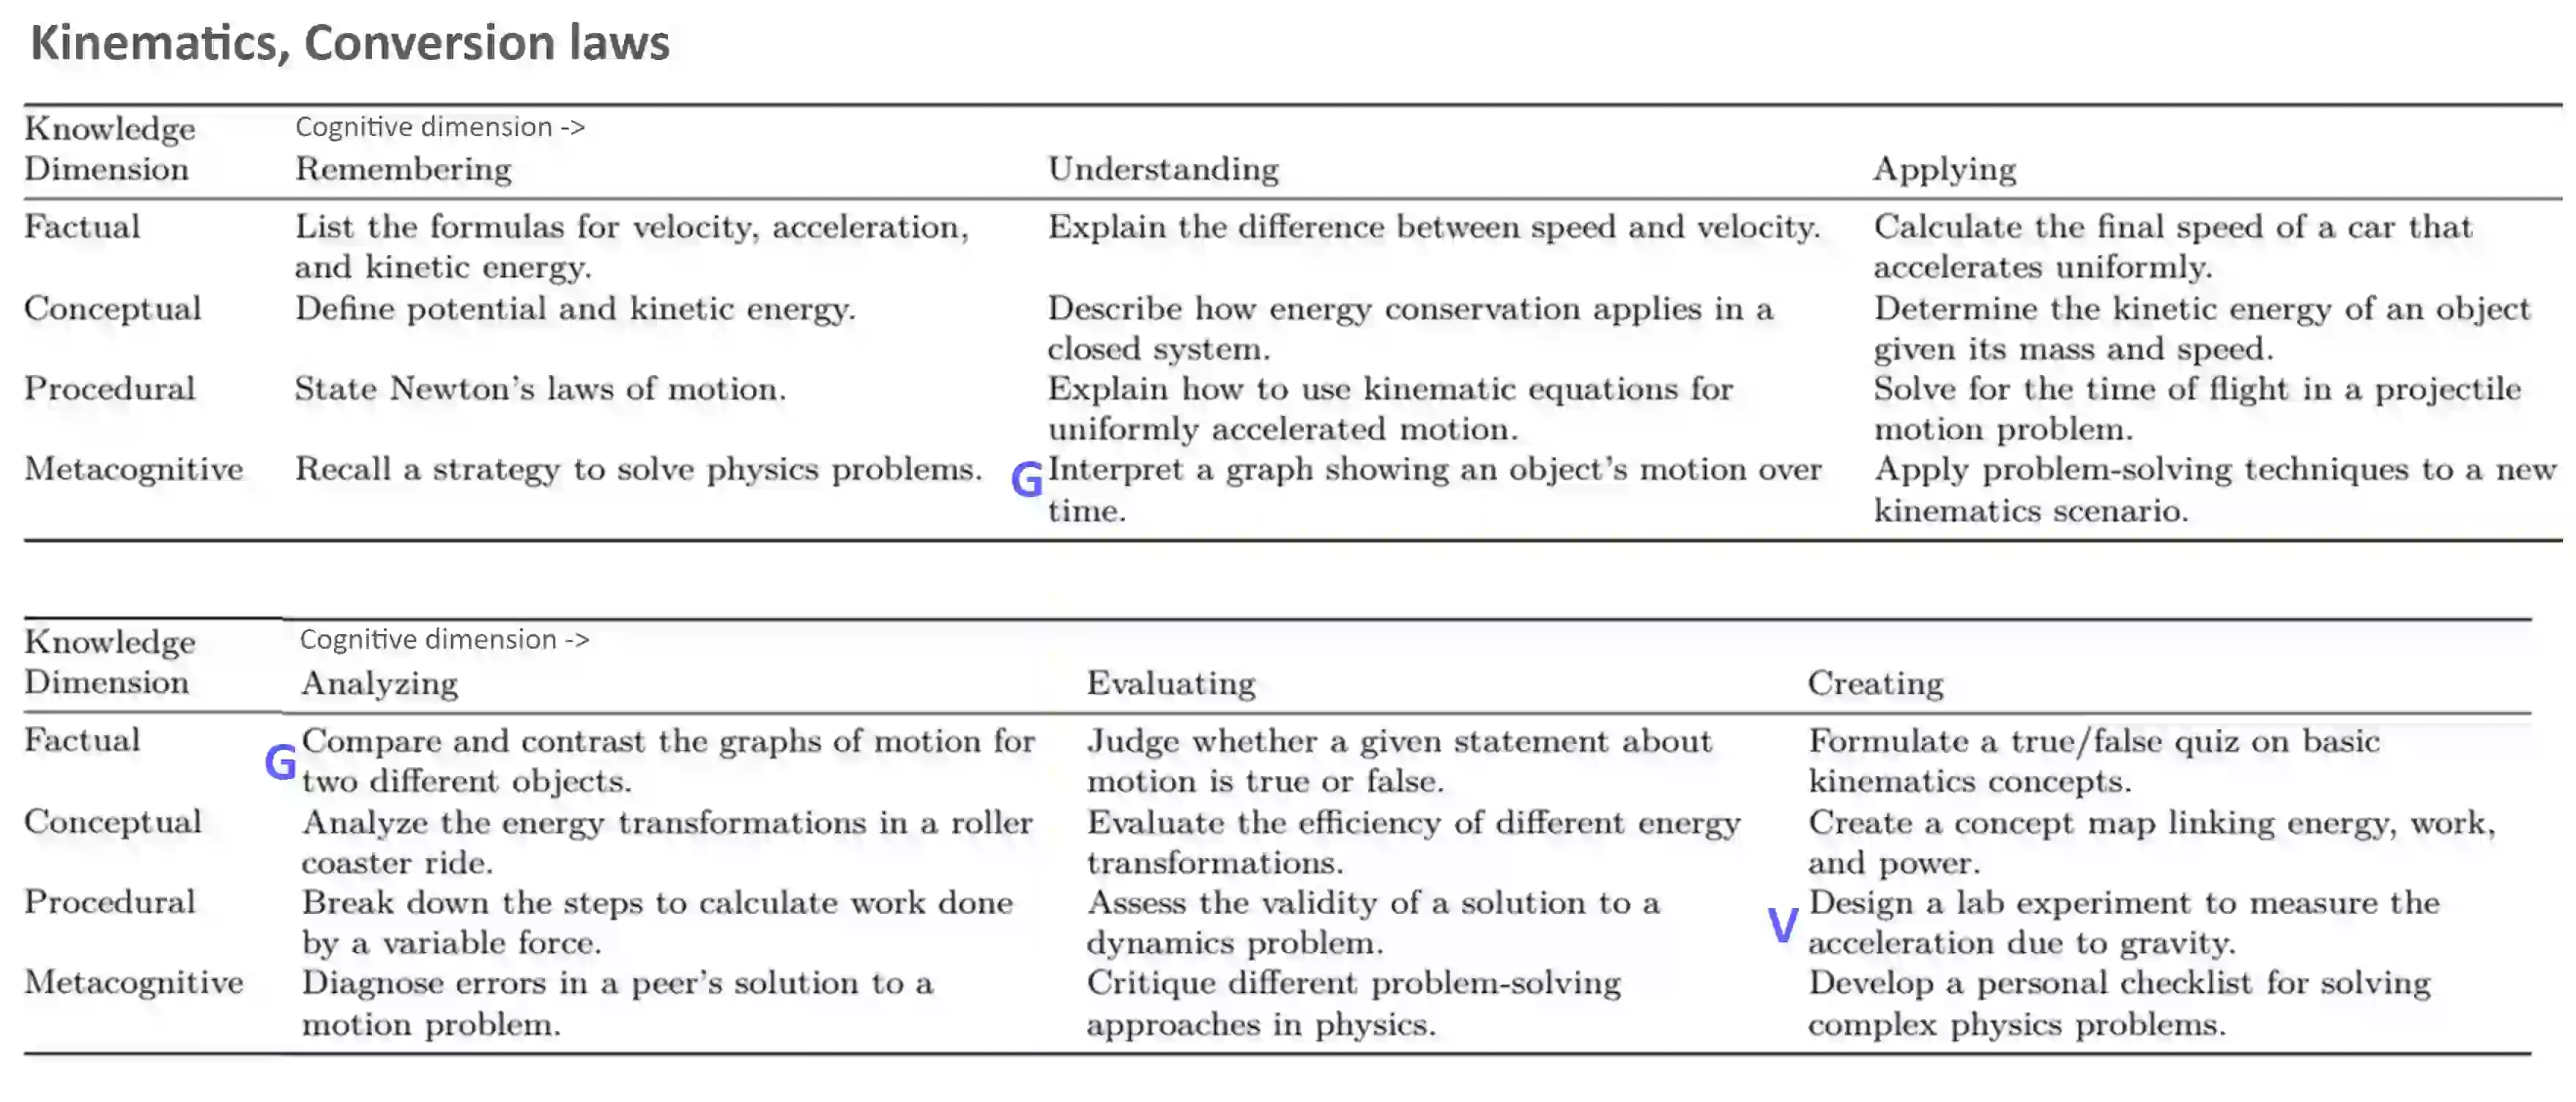 Kinematics, Conversion laws
Knowledge Cognitive dimension ->
Dimension Remembering Understanding Applying
Factual List the formulas for velocity, acceleration, Explain the difference between speed and velocity. Calculate the final speed of a car that
and kinetic energy. accelerates uniformly.
Conceptual Define potential and kinetic energy. Describe how energy conservation applies in a Determine the kinetic energy of an object
closed system. given its mass and speed.
Procedural State Newton's laws of motion. Explain how to use kinematic equations for Solve for the time of flight in a projectile
uniformly accelerated motion. motion problem.
Metacognitive Recall a strategy to solve physics problems. G Interpret a graph showing an object's motion over Apply problem-solving techniques to a new
time. kinematics scenario.
Knowledge Cognitive dimension ->
Dimension Analyzing Evaluating Creating
Factual G Compare and contrast the graphs of motion for Judge whether a given statement about Formulate a true/false quiz on basic
two different objects. motion is true or false. kinematics concepts.
Conceptual Analyze the energy transformations in a roller Evaluate the efficiency of different energy Create a concept map linking energy, work,
coaster ride. transformations. and power.
Procedural Break down the steps to calculate work done Assess the validity of a solution to a V Design a lab experiment to measure the
by a variable force. dynamics problem. acceleration due to gravity.
Metacognitive Diagnose errors in a peer's solution to a Critique different problem-solving Develop a personal checklist for solving
motion problem. approaches in physics. complex physics problems.